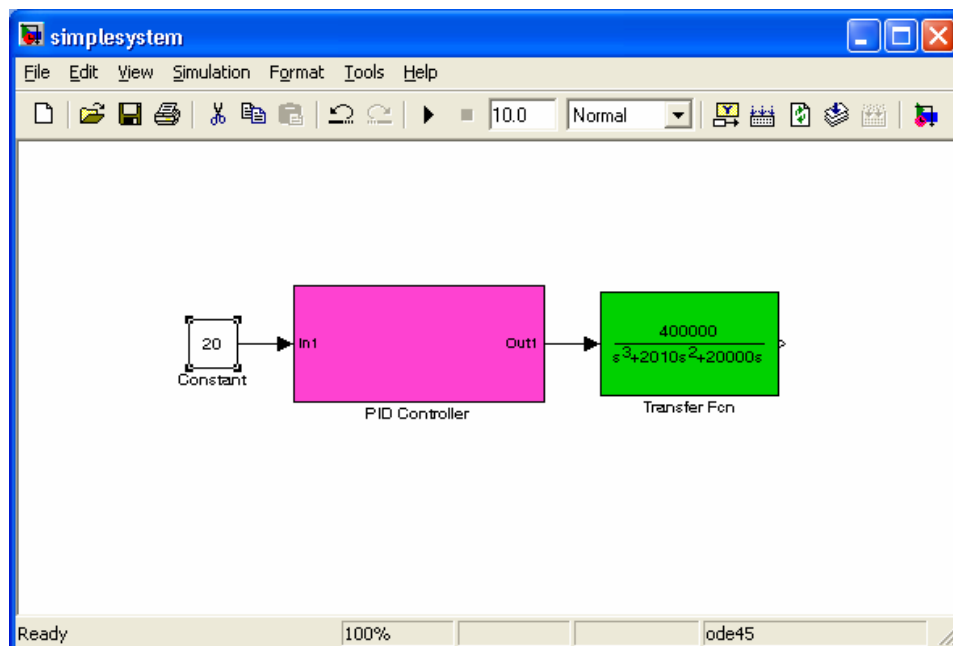 simplesystem
File Edit View Simulation Format Tools Help
10.0 Normal
20 In1 Out1
400000
s³+2010s²+20000s
Constant
PID Controller
Transfer Fcn
Ready 100% ode45